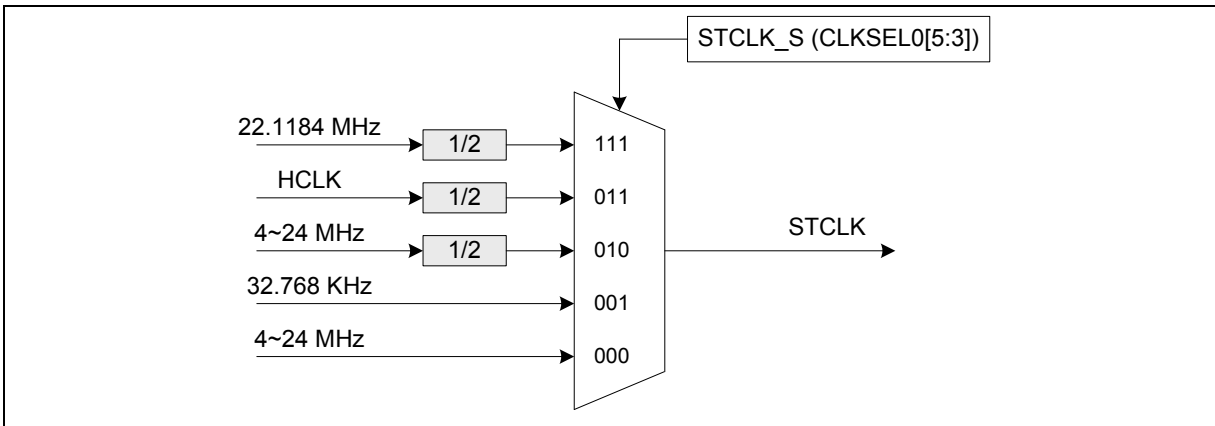 STCLK_S (CLKSEL0[5:3])
22.1184 MHz
1/2
111
HCLK
1/2
011
4~24 MHz
1/2
010
STCLK
32.768 KHz
001
4~24 MHz
000